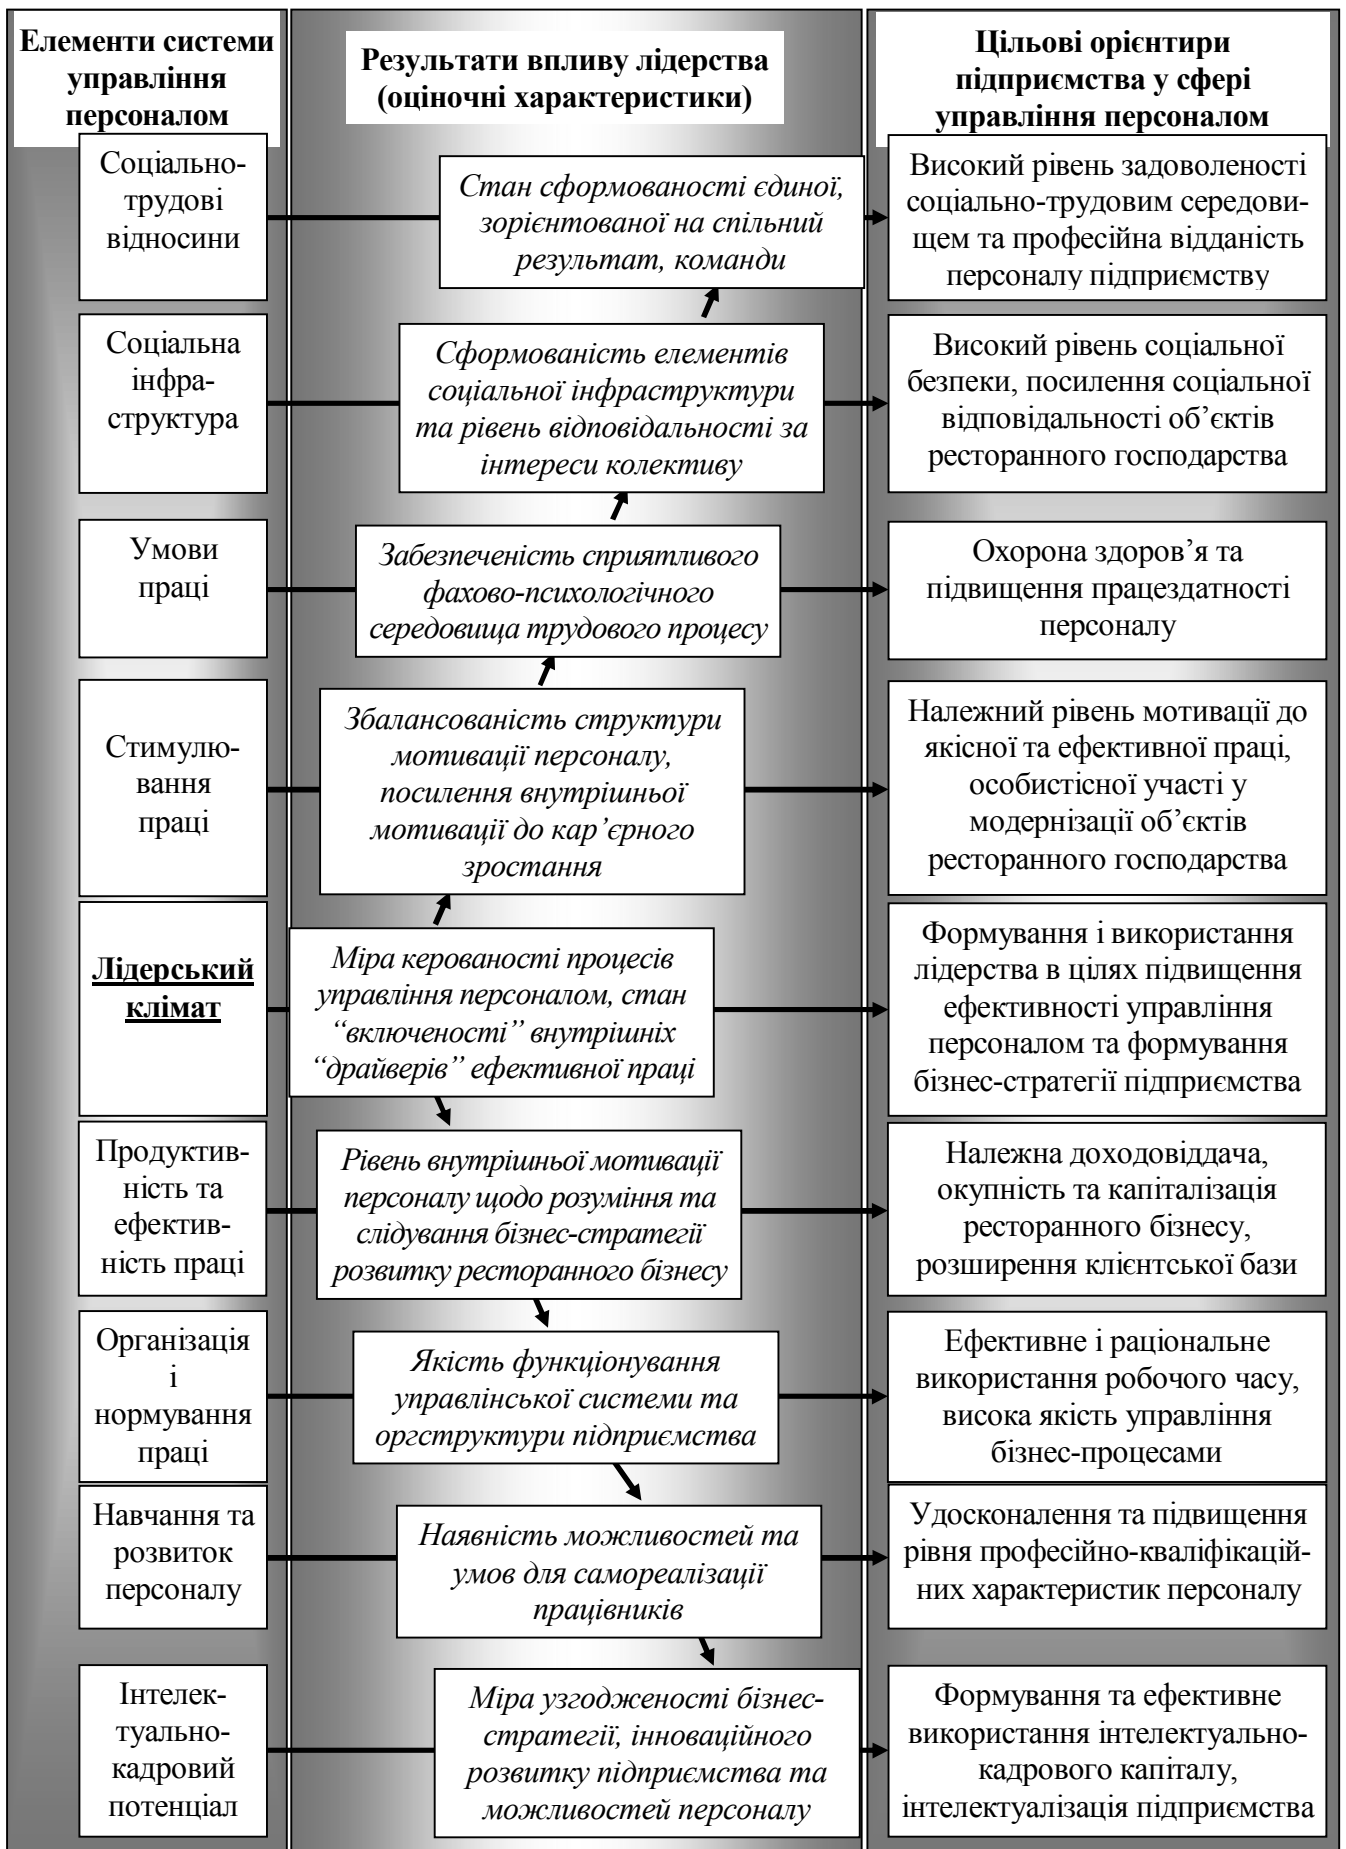 Елементи системи
управління
персоналом
Результати впливу лідерства
(оціночні характеристики)
Цільові орієнтири
підприємства у сфері
управління персоналом
Соціально-
трудові
відносини
Стан сформованості єдиної,
зорієнтованої на спільний
результат, команди
Високий рівень задоволеності
соціально-трудовим середови-
щем та професійна відданість
персоналу підприємству
Соціальна
інфра-
структура
Сформованість елементів
соціальної інфраструктури
та рівень відповідальності за
інтереси колективу
Високий рівень соціальної
безпеки, посилення соціальної
відповідальності об’єктів
ресторанного господарства
Умови
праці
Забезпеченість сприятливого
фахово-психологічного
середовища трудового процесу
Охорона здоров’я та
підвищення працездатності
персоналу
Стимулю-
вання
праці
Збалансованість структури
мотивації персоналу,
посилення внутрішньої
мотивації до кар’єрного
зростання
Належний рівень мотивації до
якісної та ефективної праці,
особистісної участі у
модернізації об’єктів
ресторанного господарства
Лідерський
клімат
Міра керованості процесів
управління персоналом, стан
“включеності” внутрішніх
“драйверів” ефективної праці
Формування і використання
лідерства в цілях підвищення
ефективності управління
персоналом та формування
бізнес-стратегії підприємства
Продуктив-
ність та
ефектив-
ність праці
Рівень внутрішньої мотивації
персоналу щодо розуміння та
слідування бізнес-стратегії
розвитку ресторанного бізнесу
Належна доходовіддача,
окупність та капіталізація
ресторанного бізнесу,
розширення клієнтської бази
Організація
і
нормування
праці
Якість функціонування
управлінської системи та
оргструктури підприємства
Ефективне і раціональне
використання робочого часу,
висока якість управління
бізнес-процесами
Навчання та
розвиток
персоналу
Наявність можливостей та
умов для самореалізації
працівників
Удосконалення та підвищення
рівня професійно-кваліфікацій-
них характеристик персоналу
Інтелек-
туально-
кадровий
потенціал
Міра узгодженості бізнес-
стратегії, інноваційного
розвитку підприємства та
можливостей персоналу
Формування та ефективне
використання інтелектуально-
кадрового капіталу,
інтелектуалізація підприємства